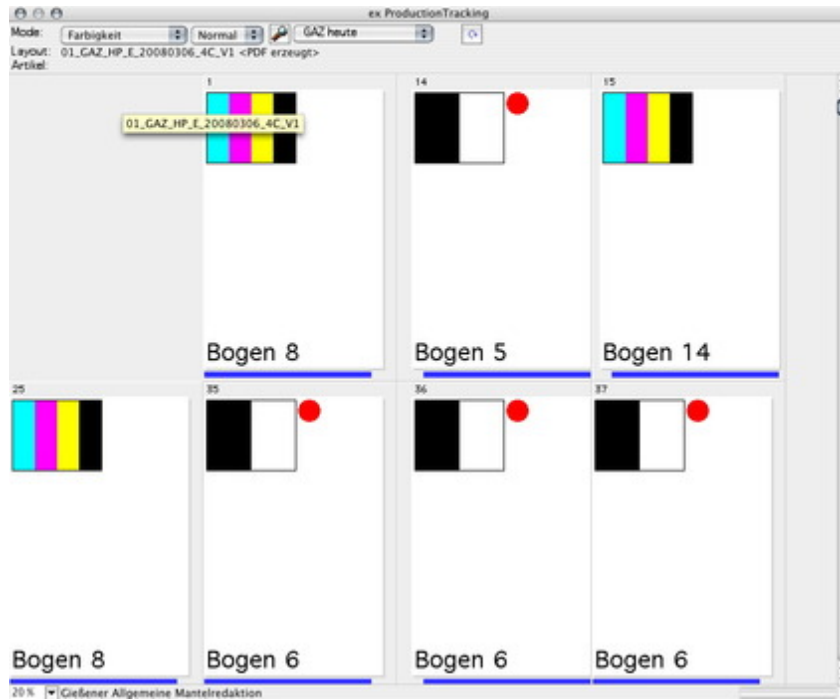 ex ProductionTracking
Mode: Farbigkeit Normal GAZ heute
Layout: 01_GAZ_HP_E_20080306_4C_V1 <PDF erzeugt>
Artikel:
1 14 15
01_GAZ_HP_E_20080306_4C_V1
Bogen 8 Bogen 5 Bogen 14
25 35 36 37
Bogen 8 Bogen 6 Bogen 6 Bogen 6
20 % Gießener Allgemeine Mantelredaktion